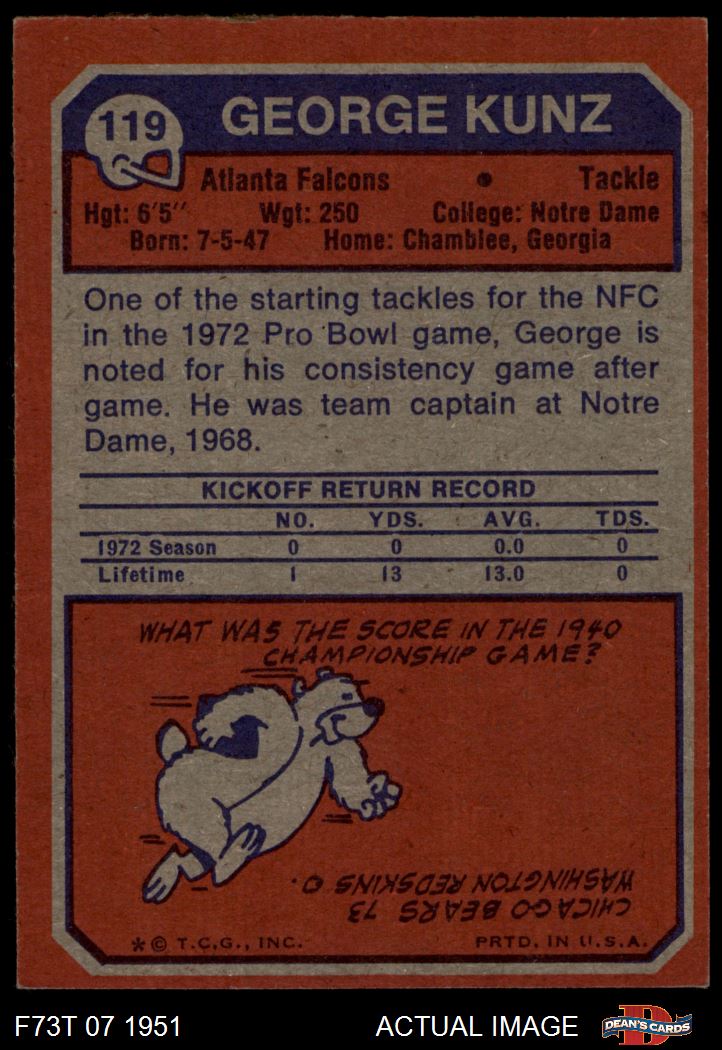 119
GEORGE KUNZ
Atlanta Falcons • Tackle
Hgt: 6'5" Wgt: 250 College: Notre Dame
Born: 7-5-47 Home: Chamblee, Georgia
One of the starting tackles for the NFC
in the 1972 Pro Bowl game, George is
noted for his consistency game after
game. He was team captain at Notre
Dame, 1968.
KICKOFF RETURN RECORD
NO. YDS. AVG. TDS.
1972 Season 0 0 0.0 0
Lifetime 1 13 13.0 0
WHAT WAS THE SCORE IN THE 1940
CHAMPIONSHIP GAME?
CHICAGO BEARS 73
WASHINGTON REDSKINS 0.
*© T.C.G., INC. PRTD. IN U.S.A.
F73T 07 1951 ACTUAL IMAGE
D
DEAN'S CARDS